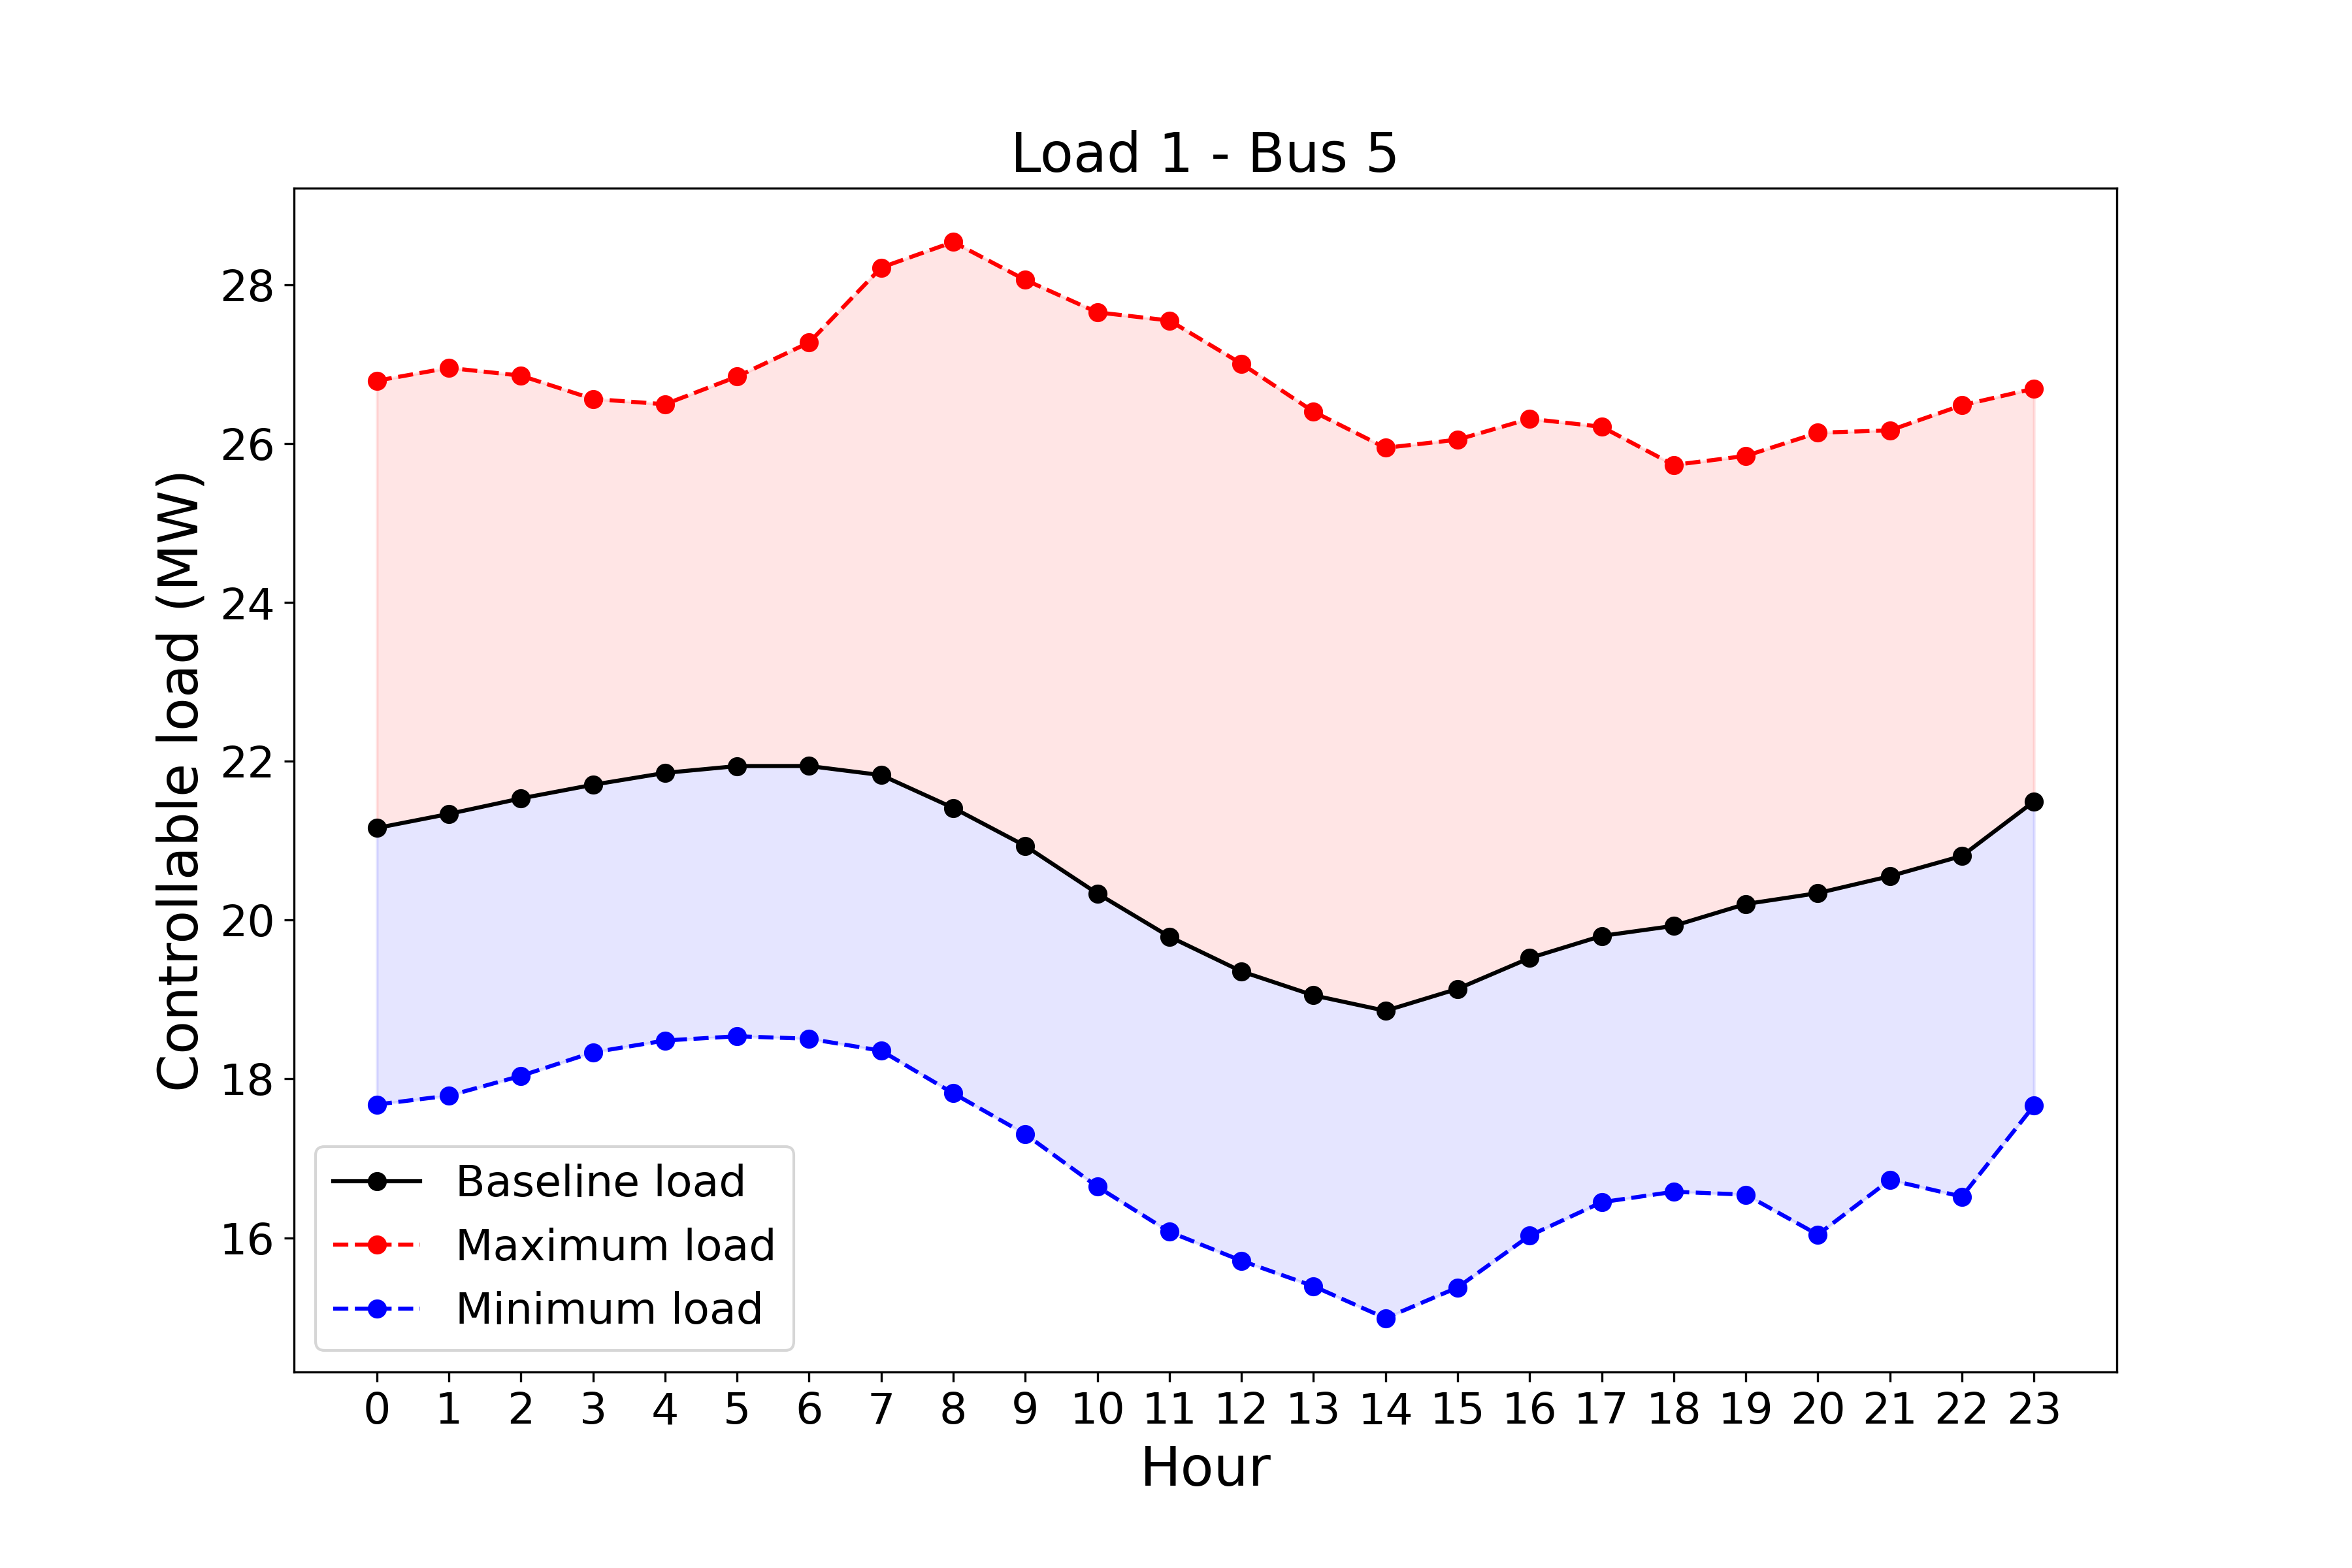 Load 1 - Bus 5
Controllable load (MW)
28
26
24
22
20
18
16
Baseline load
Maximum load
Minimum load
0 1 2 3 4 5 6 7 8 9 10 11 12 13 14 15 16 17 18 19 20 21 22 23
Hour